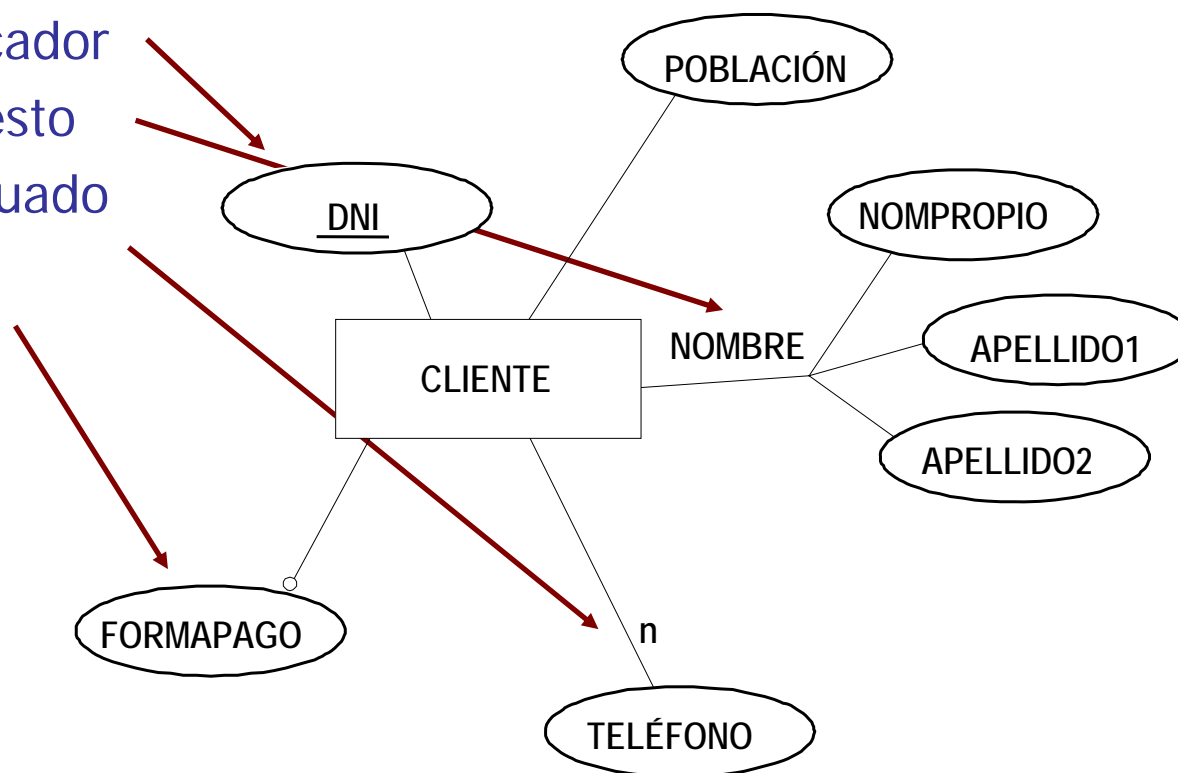 cador
esto
uado
POBLACIÓN
DNI
NOMPROPIO
NOMBRE
APELLIDO1
CLIENTE
APELLIDO2
FORMAPAGO
n
TELÉFONO